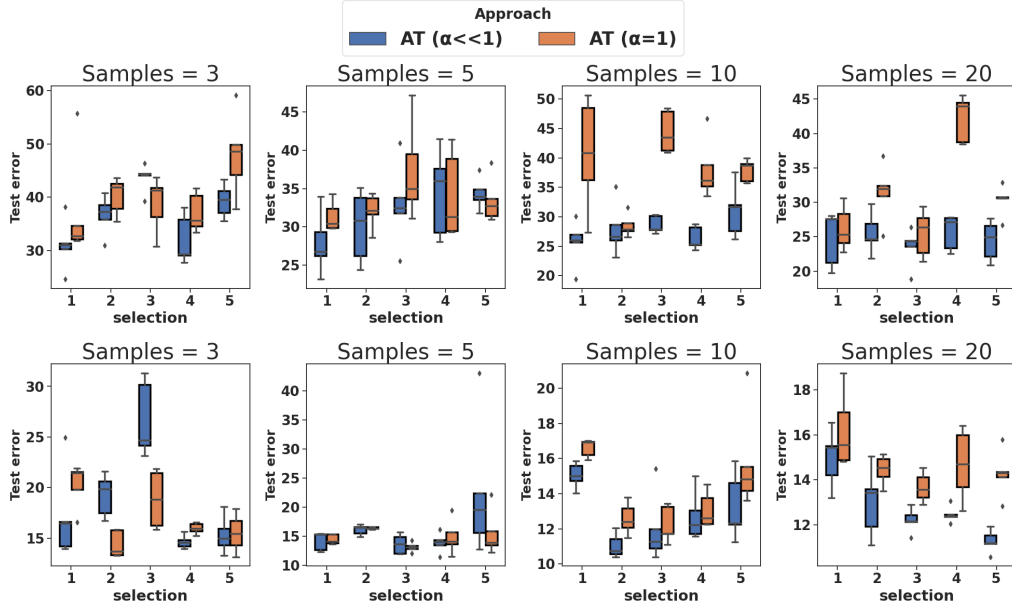 Approach
AT (α<<1) AT (α=1)
Samples = 3 Samples = 5 Samples = 10 Samples = 20
Test error
60
50
40
30
1 2 3 4 5
selection
Test error
45
40
35
30
25
1 2 3 4 5
selection
Test error
50
45
40
35
30
25
20
1 2 3 4 5
selection
Test error
45
40
35
30
25
20
1 2 3 4 5
selection
Samples = 3 Samples = 5 Samples = 10 Samples = 20
Test error
30
25
20
15
1 2 3 4 5
selection
Test error
40
35
30
25
20
15
10
1 2 3 4 5
selection
Test error
20
18
16
14
12
10
1 2 3 4 5
selection
Test error
18
16
14
12
1 2 3 4 5
selection